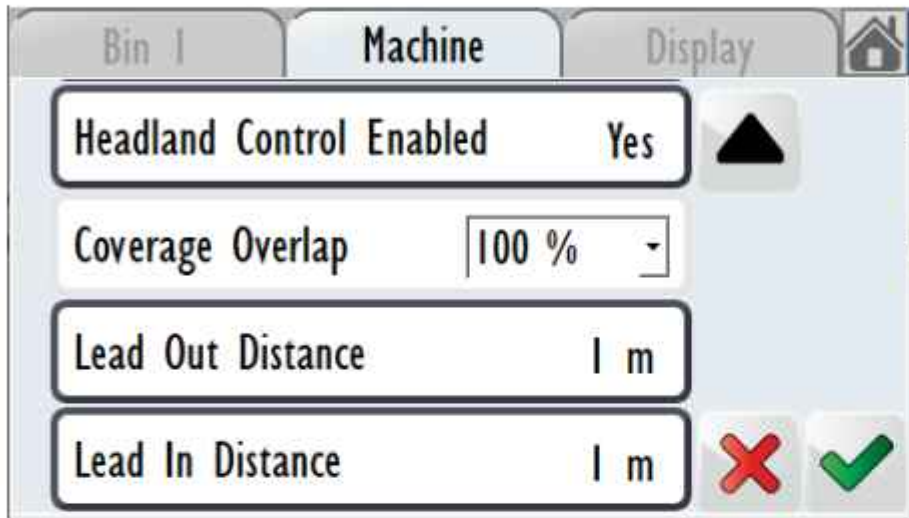 Bin 1
Machine
Display
Headland Control Enabled Yes
Coverage Overlap 100 %
Lead Out Distance 1 m
Lead In Distance 1 m